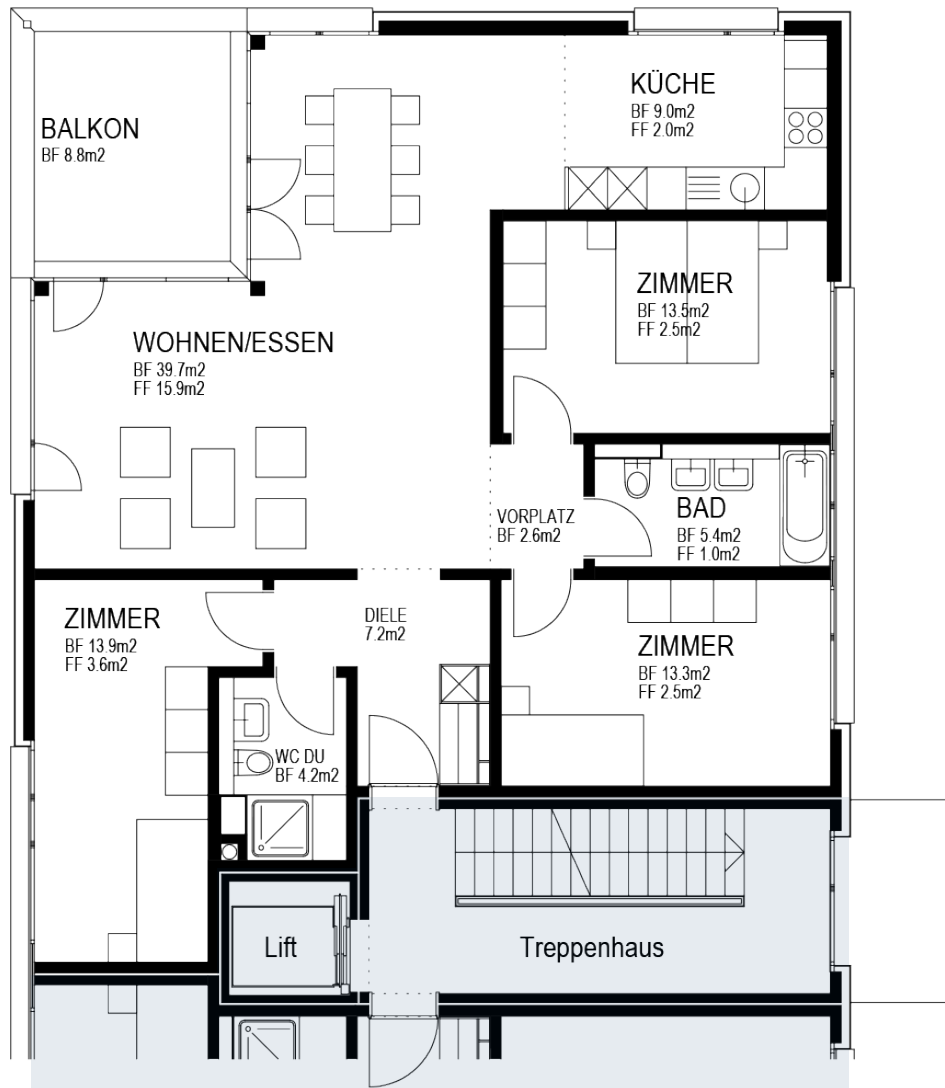 KÜCHE
BF 9.0m2
FF 2.0m2
BALKON
BF 8.8m2
ZIMMER
BF 13.5m2
FF 2.5m2
WOHNEN/ESSEN
BF 39.7m2
FF 15.9m2
VORPLATZ
BF 2.6m2
BAD
BF 5.4m2
FF 1.0m2
ZIMMER
BF 13.9m2
FF 3.6m2
DIELE
7.2m2
ZIMMER
BF 13.3m2
FF 2.5m2
WC DU
BF 4.2m2
Lift
Treppenhaus